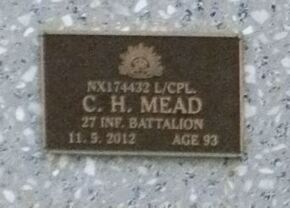 NX174432 L/CPL.
C. H. MEAD
27 INF. BATTALION
11. 5. 2012 AGE 93